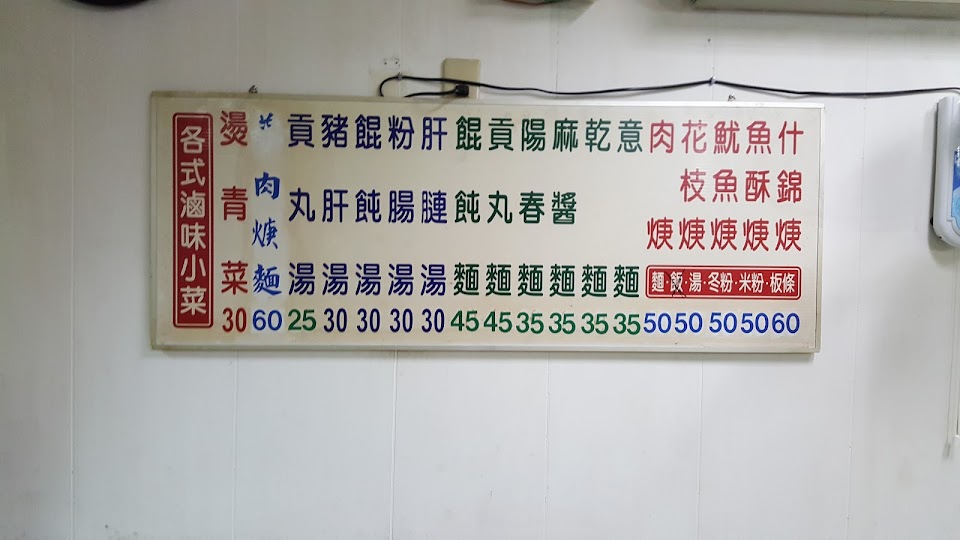 什錦焿 60
魚酥焿 50
魷魚焿 50
花枝焿 50
肉焿 50
麵·飯·湯·冬粉·米粉·板條
意麵 35
乾麵 35
麻醬麵 35
陽春麵 35
貢丸麵 45
餛飩麵 45
肝湯 30
粉腸湯 30
餛飩湯 30
豬肝湯 30
貢丸湯 25
肉焿麵 60
燙青菜 30
各式滷味小菜